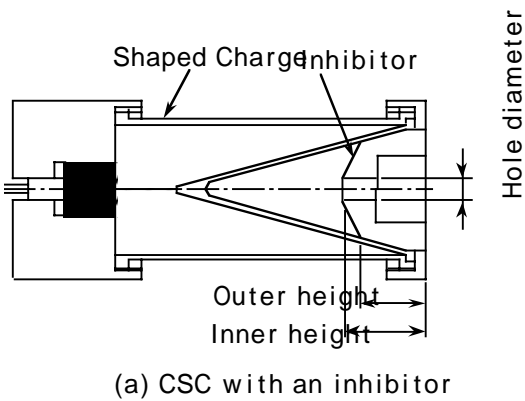 Shaped Charge Inhibitor
Hole diameter
Outer height
Inner height
(a) CSC with an inhibitor